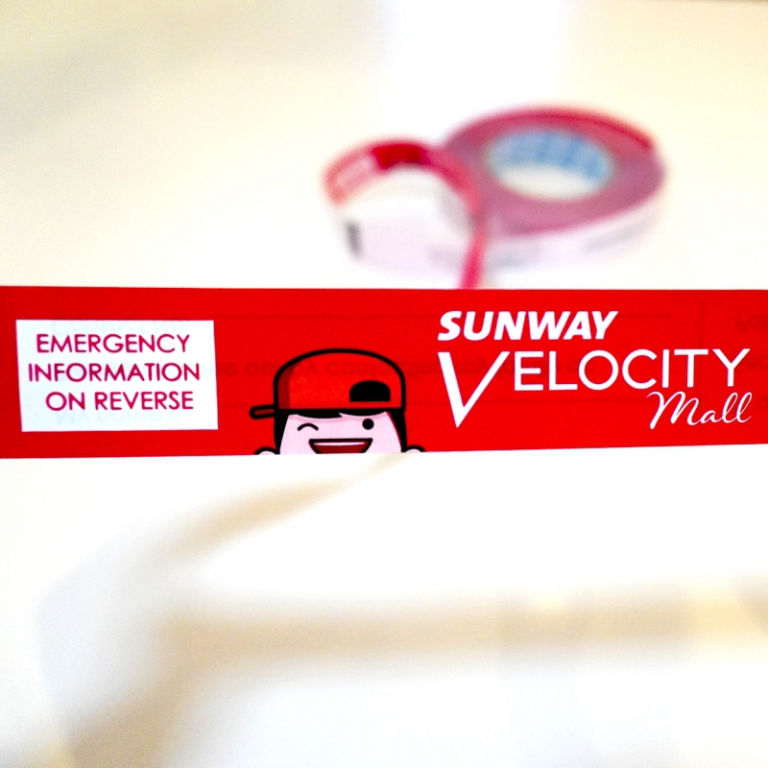 EMERGENCY
INFORMATION
ON REVERSE
SUNWAY
VELOCITY
Mall